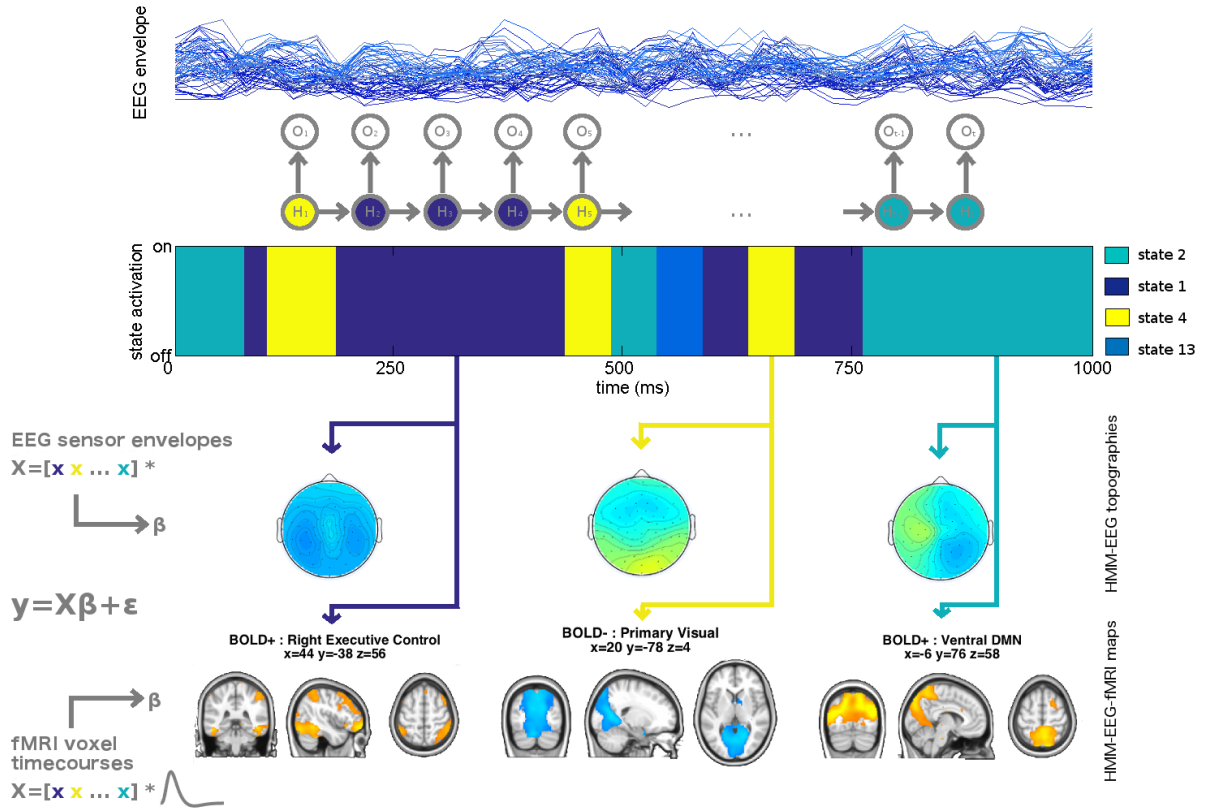 EEG envelope
O1 O2 O3 O4 O5 ... Ot-1 Ot
H1 H2 H3 H4 H5 ...
on
state activation
off
0 250 500 750 1000
time (ms)
state 2
state 1
state 4
state 13
EEG sensor envelopes
X=[x x ... x] *
β
HMM-EEG topographies
y=Xβ+ε
BOLD+ : Right Executive Control
x=44 y=-38 z=56
BOLD- : Primary Visual
x=20 y=-78 z=4
BOLD+ : Ventral DMN
x=-6 y=76 z=58
HMM-EEG-fMRI maps
β
fMRI voxel
timecourses
X=[x x ... x] *